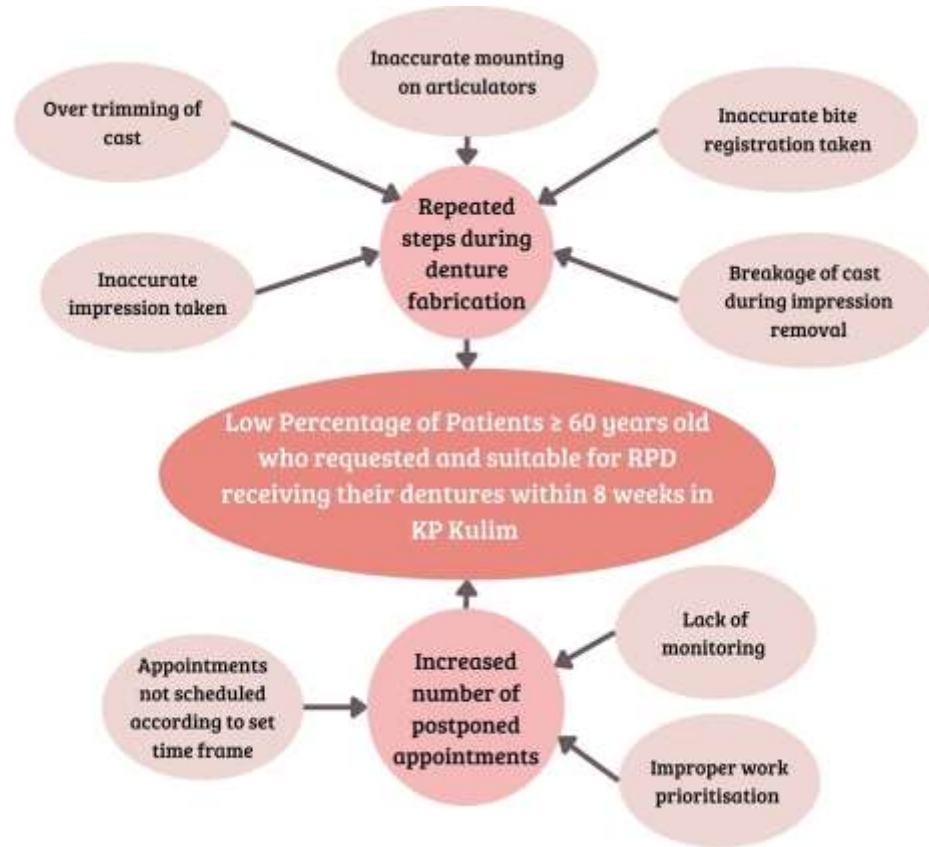 Inaccurate mounting
on articulators
Over trimming of
cast
Inaccurate bite
registration taken
Repeated
steps during
denture
fabrication
Inaccurate
impression taken
Breakage of cast
during impression
removal
Low Percentage of Patients ≥ 60 years old
who requested and suitable for RPD
receiving their dentures within 8 weeks in
KP Kulim
Lack of
monitoring
Appointments
not scheduled
according to set
time frame
Increased
number of
postponed
appointments
Improper work
prioritisation